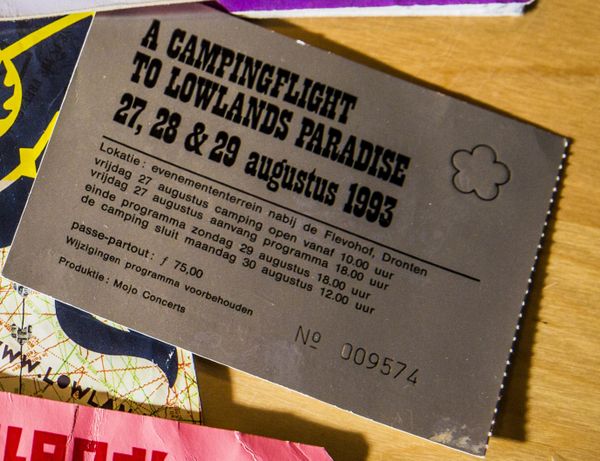 A CAMPINGFLIGHT
TO LOWLANDS PARADISE
27, 28 & 29 augustus 1993
Lokatie: evenemententerrein nabij de Flevohof, Dronten
vrijdag 27 augustus camping open vanaf 10.00 uur
vrijdag 27 augustus aanvang programma 18.00 uur
einde programma zondag 29 augustus 18.00 uur
de camping sluit maandag 30 augustus 12.00 uur
passe-partout: ƒ 75,00
Wijzigingen programma voorbehouden
Produktie: Mojo Concerts
Nº 009574
WWW.LOWLAN